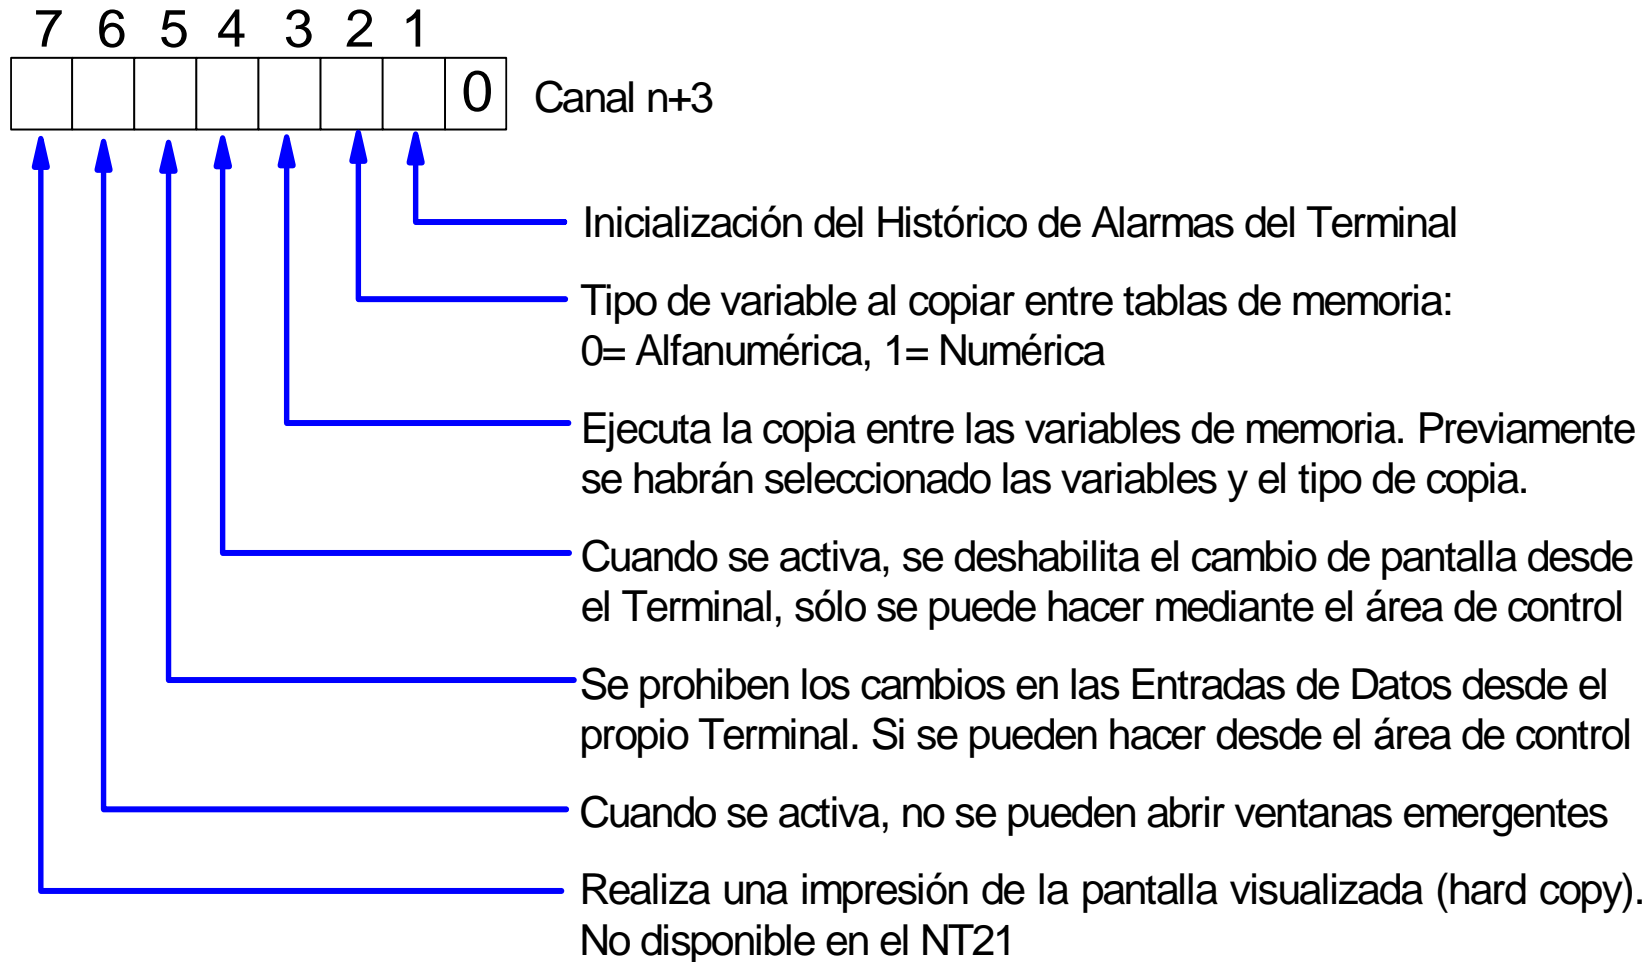 7 6 5 4 3 2 1
0 Canal n+3
Inicialización del Histórico de Alarmas del Terminal
Tipo de variable al copiar entre tablas de memoria:
0= Alfanumérica, 1= Numérica
Ejecuta la copia entre las variables de memoria. Previamente
se habrán seleccionado las variables y el tipo de copia.
Cuando se activa, se deshabilita el cambio de pantalla desde
el Terminal, sólo se puede hacer mediante el área de control
Se prohiben los cambios en las Entradas de Datos desde el
propio Terminal. Si se pueden hacer desde el área de control
Cuando se activa, no se pueden abrir ventanas emergentes
Realiza una impresión de la pantalla visualizada (hard copy).
No disponible en el NT21